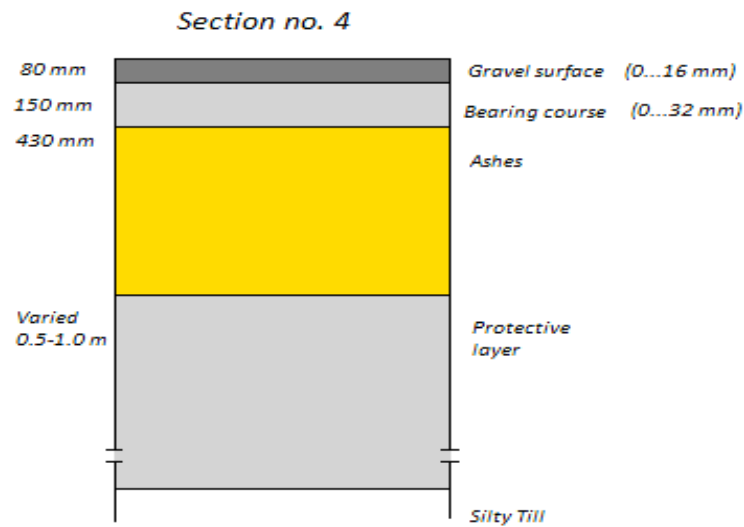 Section no. 4
80 mm
Gravel surface (0...16 mm)
150 mm
Bearing course (0...32 mm)
430 mm
Ashes
Varied
0.5-1.0 m
Protective
layer
Silty Till